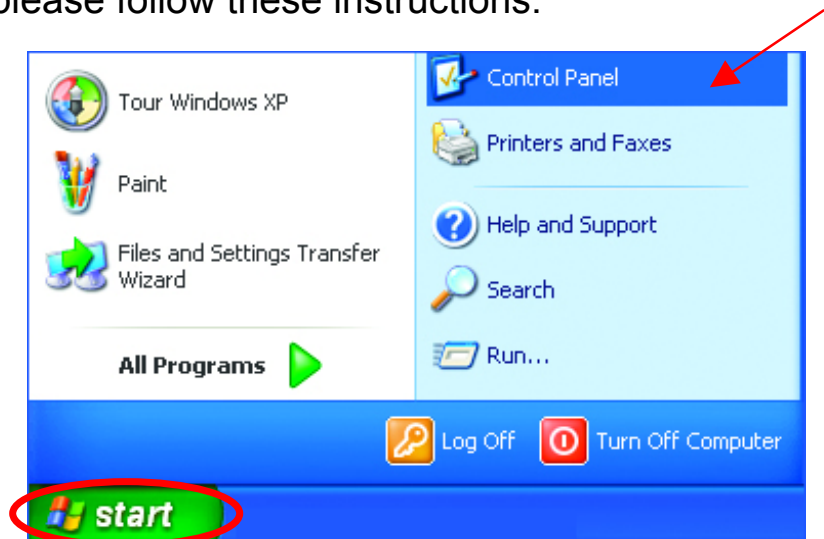 please follow these instructions:
Tour Windows XP
Paint
Files and Settings Transfer
Wizard
All Programs
Control Panel
Printers and Faxes
Help and Support
Search
Run...
Log Off
Turn Off Computer
start